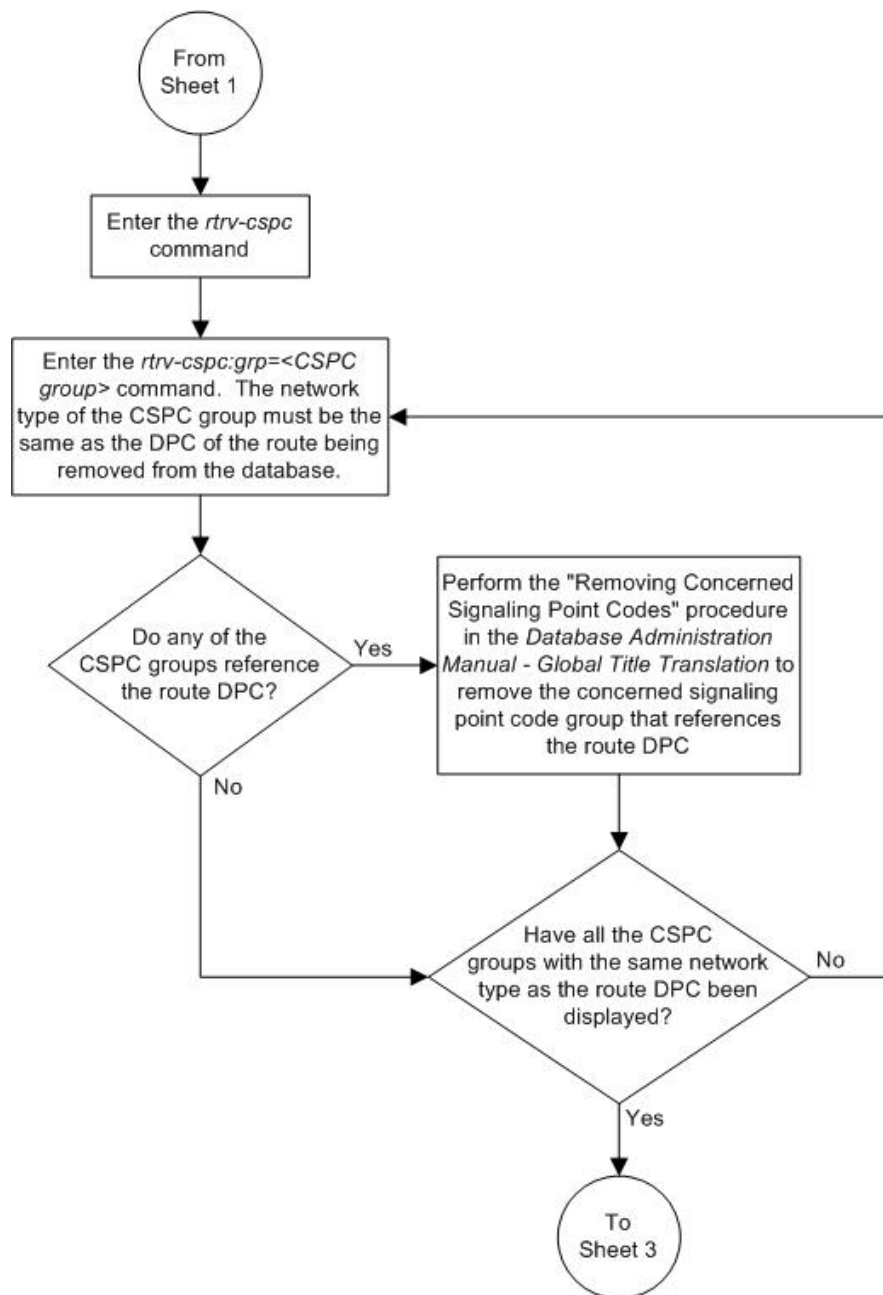 From
Sheet 1
Enter the rtrv-cspc
command
Enter the rtrv-cspc:grp=<CSPC
group> command.  The network
type of the CSPC group must be the
same as the DPC of the route being
removed from the database.
Do any of the
CSPC groups reference
the route DPC?
Yes
No
Perform the "Removing Concerned
Signaling Point Codes" procedure
in the Database Administration
Manual - Global Title Translation to
remove the concerned signaling
point code group that references
the route DPC
Have all the CSPC
groups with the same network
type as the route DPC been
displayed?
No
Yes
To
Sheet 3